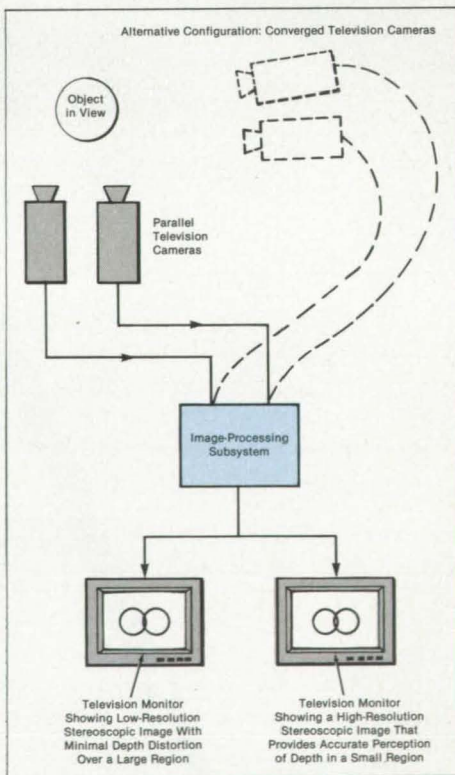 Alternative Configuration: Converged Television Cameras
Object
in View
Parallel
Television
Cameras
Image-Processing
Subsystem
Television Monitor
Showing Low-Resolution
Stereoscopic Image With
Minimal Depth Distortion
Over a Large Region
Television Monitor
Showing a High-Resolution
Stereoscopic Image That
Provides Accurate Perception
of Depth in a Small Region